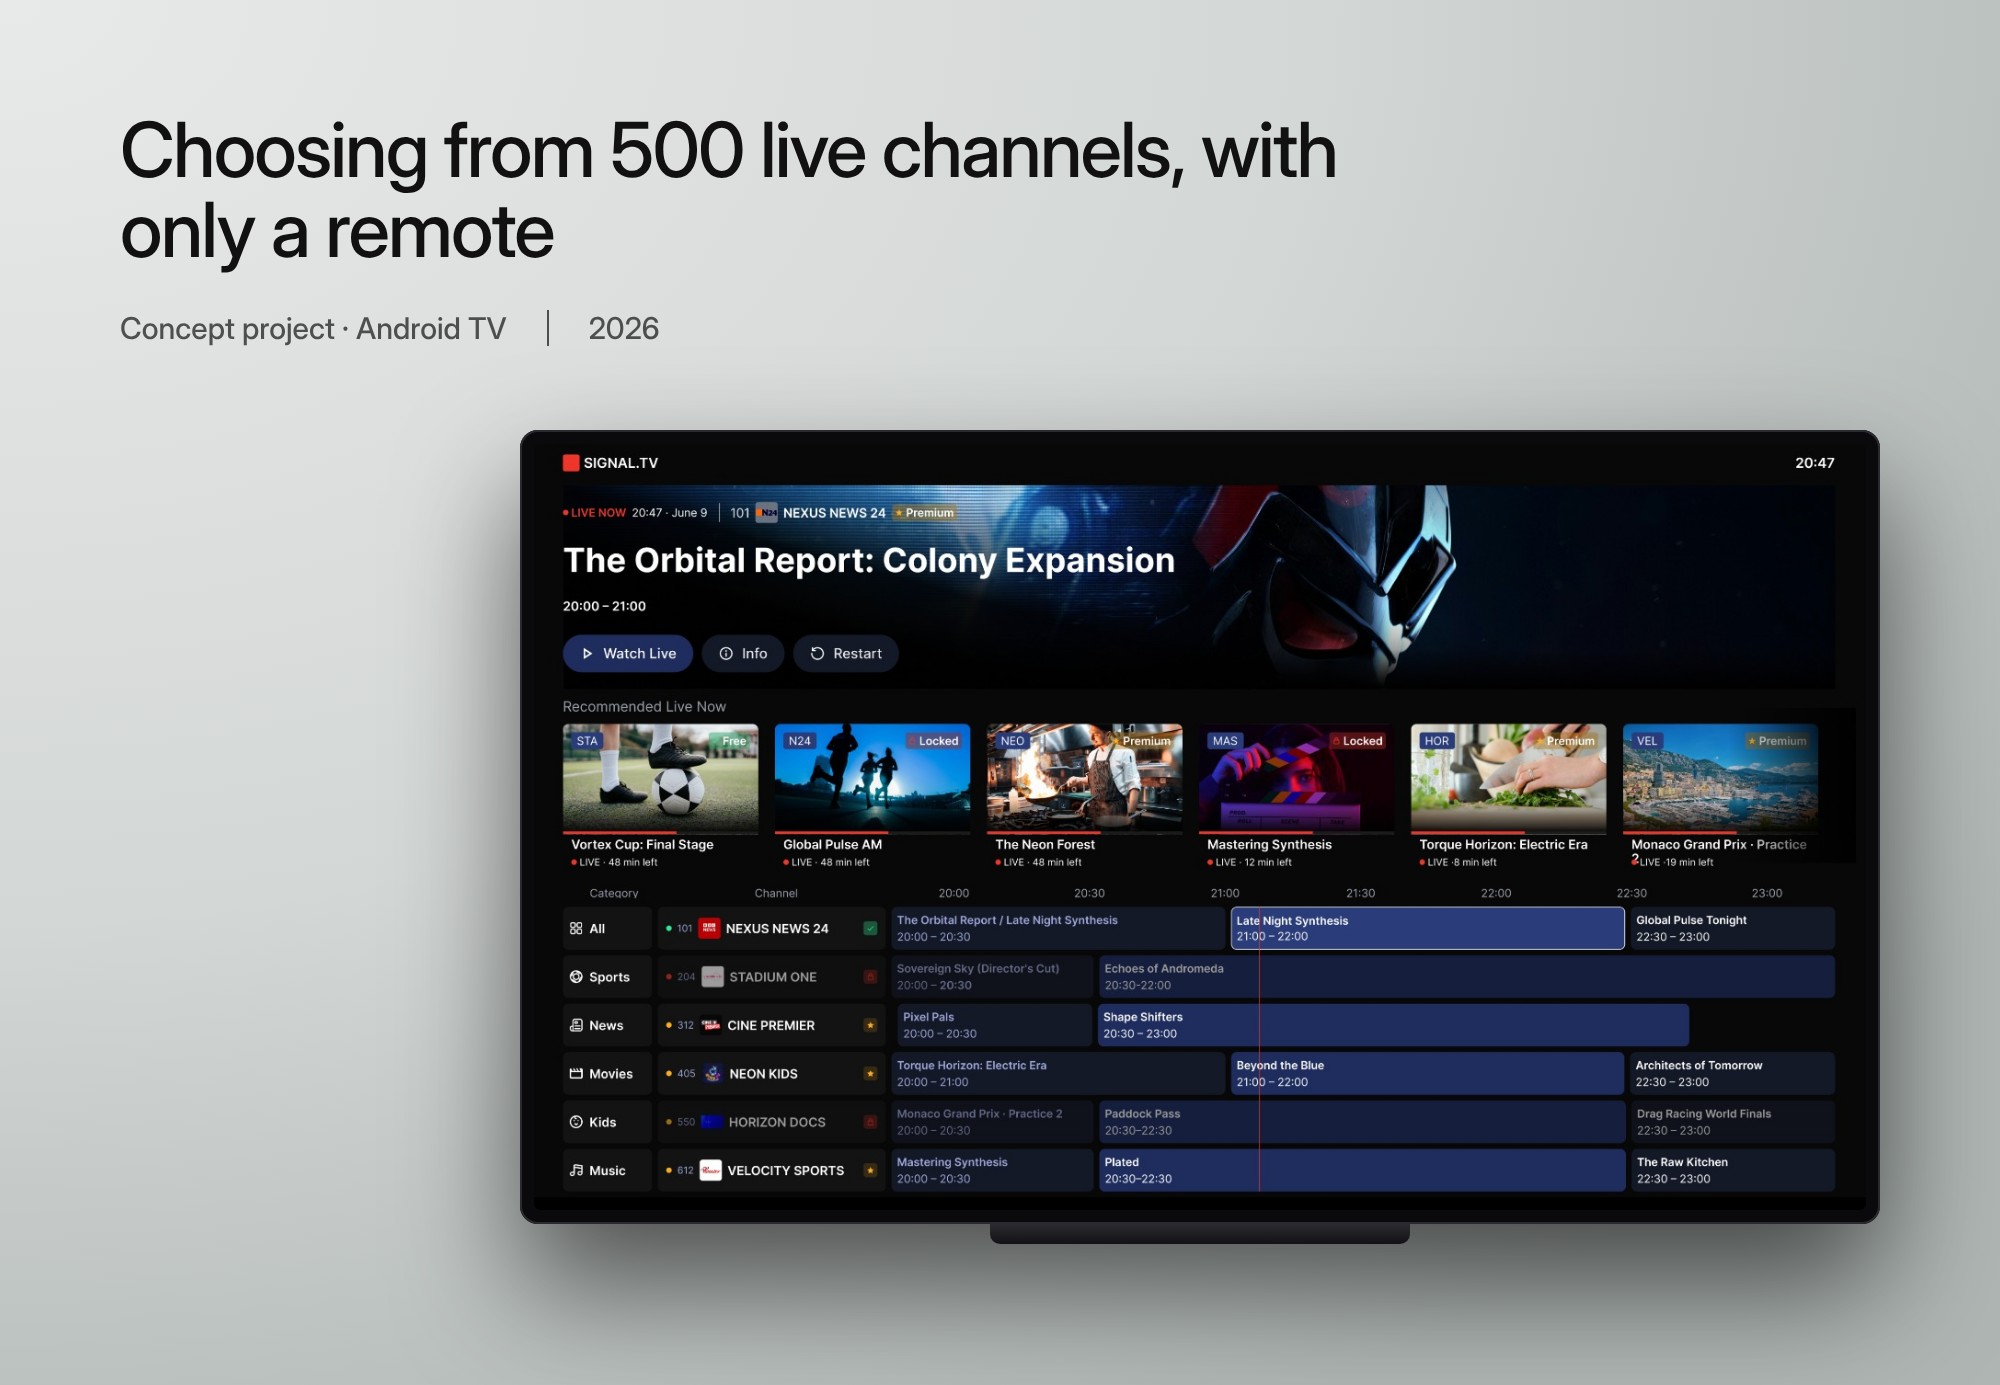 Choosing from 500 live channels, with
only a remote
Concept project · Android TV | 2026
SIGNAL.TV
20:47
LIVE NOW 20:47 · June 9 | 101 N24 NEXUS NEWS 24 Premium
The Orbital Report: Colony Expansion
20:00 – 21:00
Watch Live Info Restart
Recommended Live Now
STA Free
N24 Locked
NEO Premium
MAS Locked
HOR Premium
VEL Premium
Vortex Cup: Final Stage
LIVE · 48 min left
Global Pulse AM
LIVE · 48 min left
The Neon Forest
LIVE · 48 min left
Mastering Synthesis
LIVE · 12 min left
Torque Horizon: Electric Era
LIVE ·8 min left
Monaco Grand Prix · Practice
2
LIVE ·19 min left
Category Channel 20:00 20:30 21:00 21:30 22:00 22:30 23:00
All
101 NEXUS NEWS 24
The Orbital Report / Late Night Synthesis
20:00 – 20:30
Late Night Synthesis
21:00 – 22:00
Global Pulse Tonight
22:30 – 23:00
Sports
204 STADIUM ONE
Sovereign Sky (Director's Cut)
20:00 – 20:30
Echoes of Andromeda
20:30-22:00
News
312 CINE PREMIER
Pixel Pals
20:00 – 20:30
Shape Shifters
20:30 – 23:00
Movies
405 NEON KIDS
Torque Horizon: Electric Era
20:00 – 21:00
Beyond the Blue
21:00 – 22:00
Architects of Tomorrow
22:30 – 23:00
Kids
550 HORIZON DOCS
Monaco Grand Prix · Practice 2
20:00 – 20:30
Paddock Pass
20:30–22:30
Drag Racing World Finals
22:30 – 23:00
Music
612 VELOCITY SPORTS
Mastering Synthesis
20:00 – 20:30
Plated
20:30–22:30
The Raw Kitchen
22:30 – 23:00